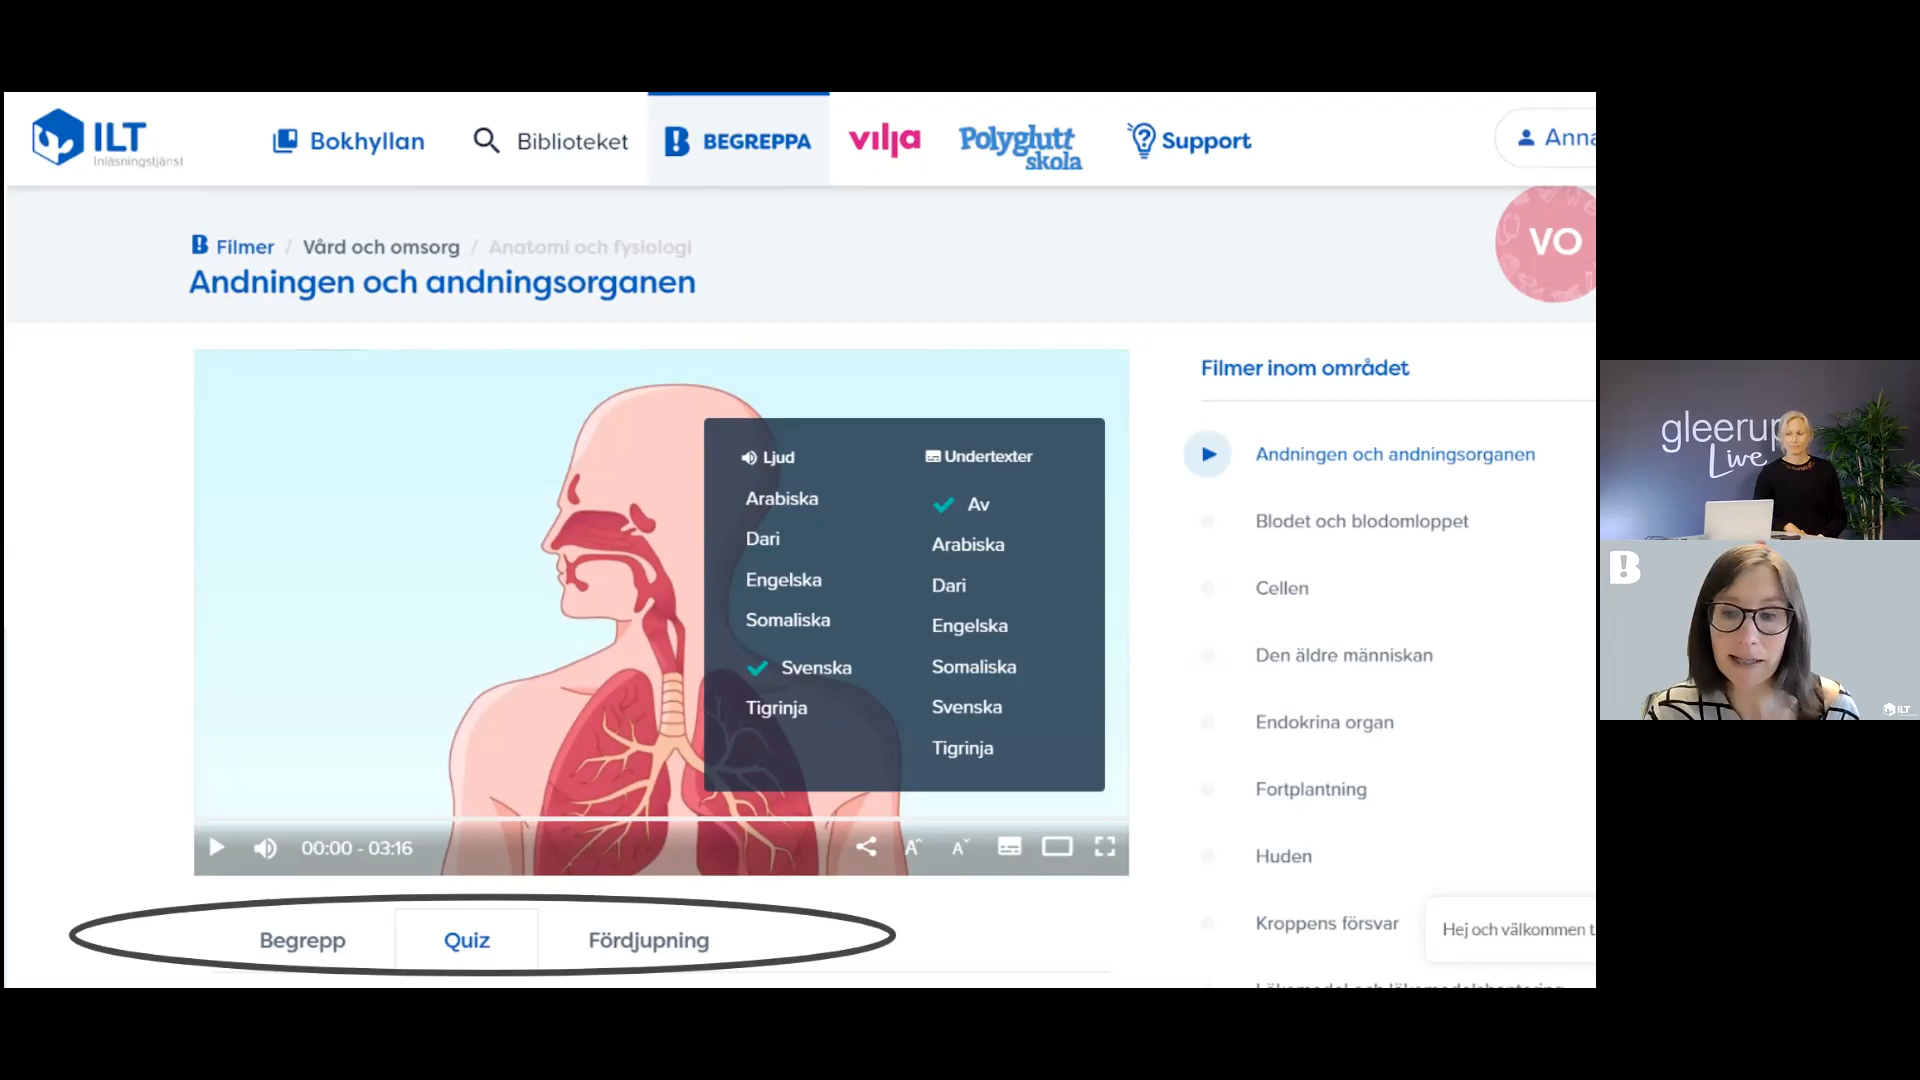 ILT
Inläsningstjänst
Bokhyllan
Biblioteket
BEGREPPA
vilja
Polyglutt
skola
Support
Anna
Filmer / Vård och omsorg / Anatomi och fysiologi
Andningen och andningsorganen
VO
Ljud
Arabiska
Dari
Engelska
Somaliska
Svenska
Tigrinja
Undertexter
Av
Arabiska
Dari
Engelska
Somaliska
Svenska
Tigrinja
00:00 - 03:16
Begrepp
Quiz
Fördjupning
Filmer inom området
Andningen och andningsorganen
Blodet och blodomloppet
Cellen
Den äldre människan
Endokrina organ
Fortplantning
Huden
Kroppens försvar
Hej och välkommen t
gleerup
Live
ILT